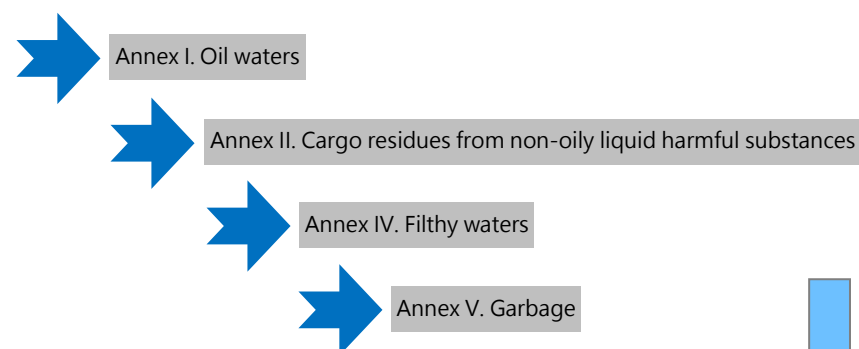 Annex I. Oil waters
Annex II. Cargo residues from non-oily liquid harmful substances
Annex IV. Filthy waters
Annex V. Garbage